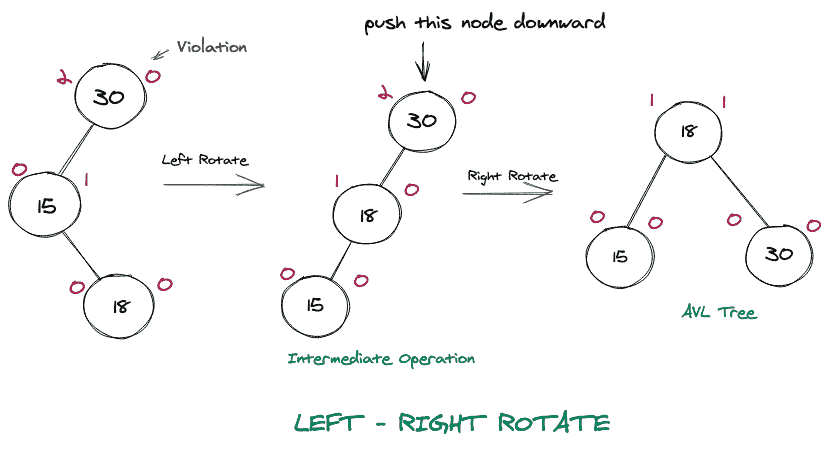 push this node downward
Violation
2 0
30
2 0
30
1 1
18
0 1
15
Left Rotate
1 0
18
Right Rotate
0 0
18
0 0
15
0 0
15
0 0
30
AVL Tree
Intermediate Operation
LEFT - RIGHT ROTATE